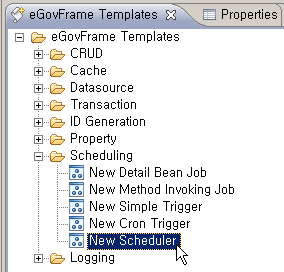 eGovFrame Templates
Properties
eGovFrame Templates
CRUD
Cache
Datasource
Transaction
ID Generation
Property
Scheduling
New Detail Bean Job
New Method Invoking Job
New Simple Trigger
New Cron Trigger
New Scheduler
Logging